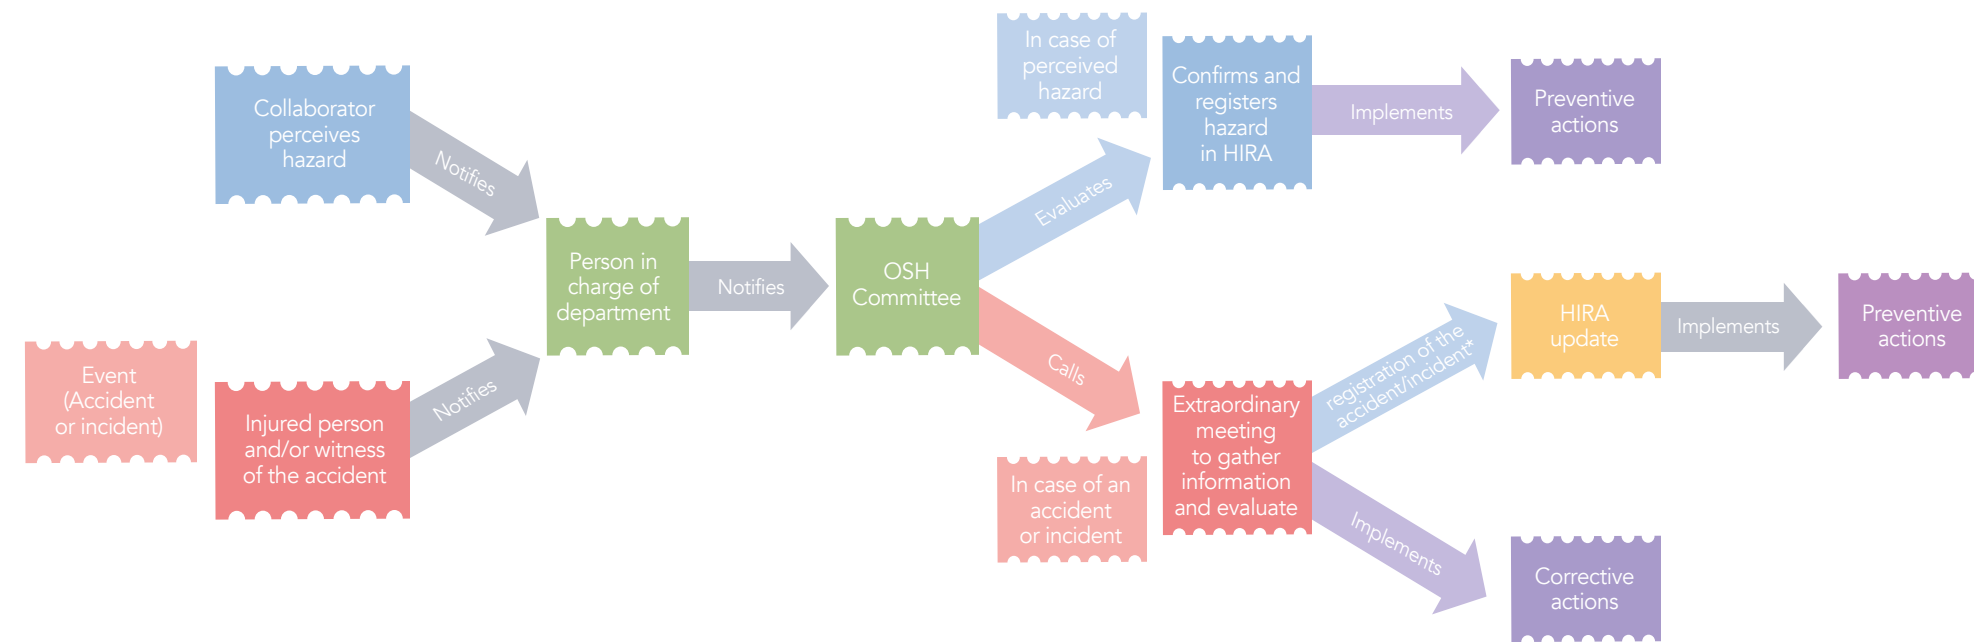 Collaborator
perceives
hazard
Notifies
Event
(Accident
or incident)
Injured person
and/or witness
of the accident
Notifies
Person in
charge of
department
Notifies
OSH
Committee
Evaluates
In case of
perceived
hazard
Confirms and
registers
hazard
in HIRA
Implements
Preventive
actions
Calls
In case of an
accident
or incident
Extraordinary
meeting
to gather
information
and evaluate
registration of the
accident/incident*
HIRA
update
Implements
Preventive
actions
Implements
Corrective
actions